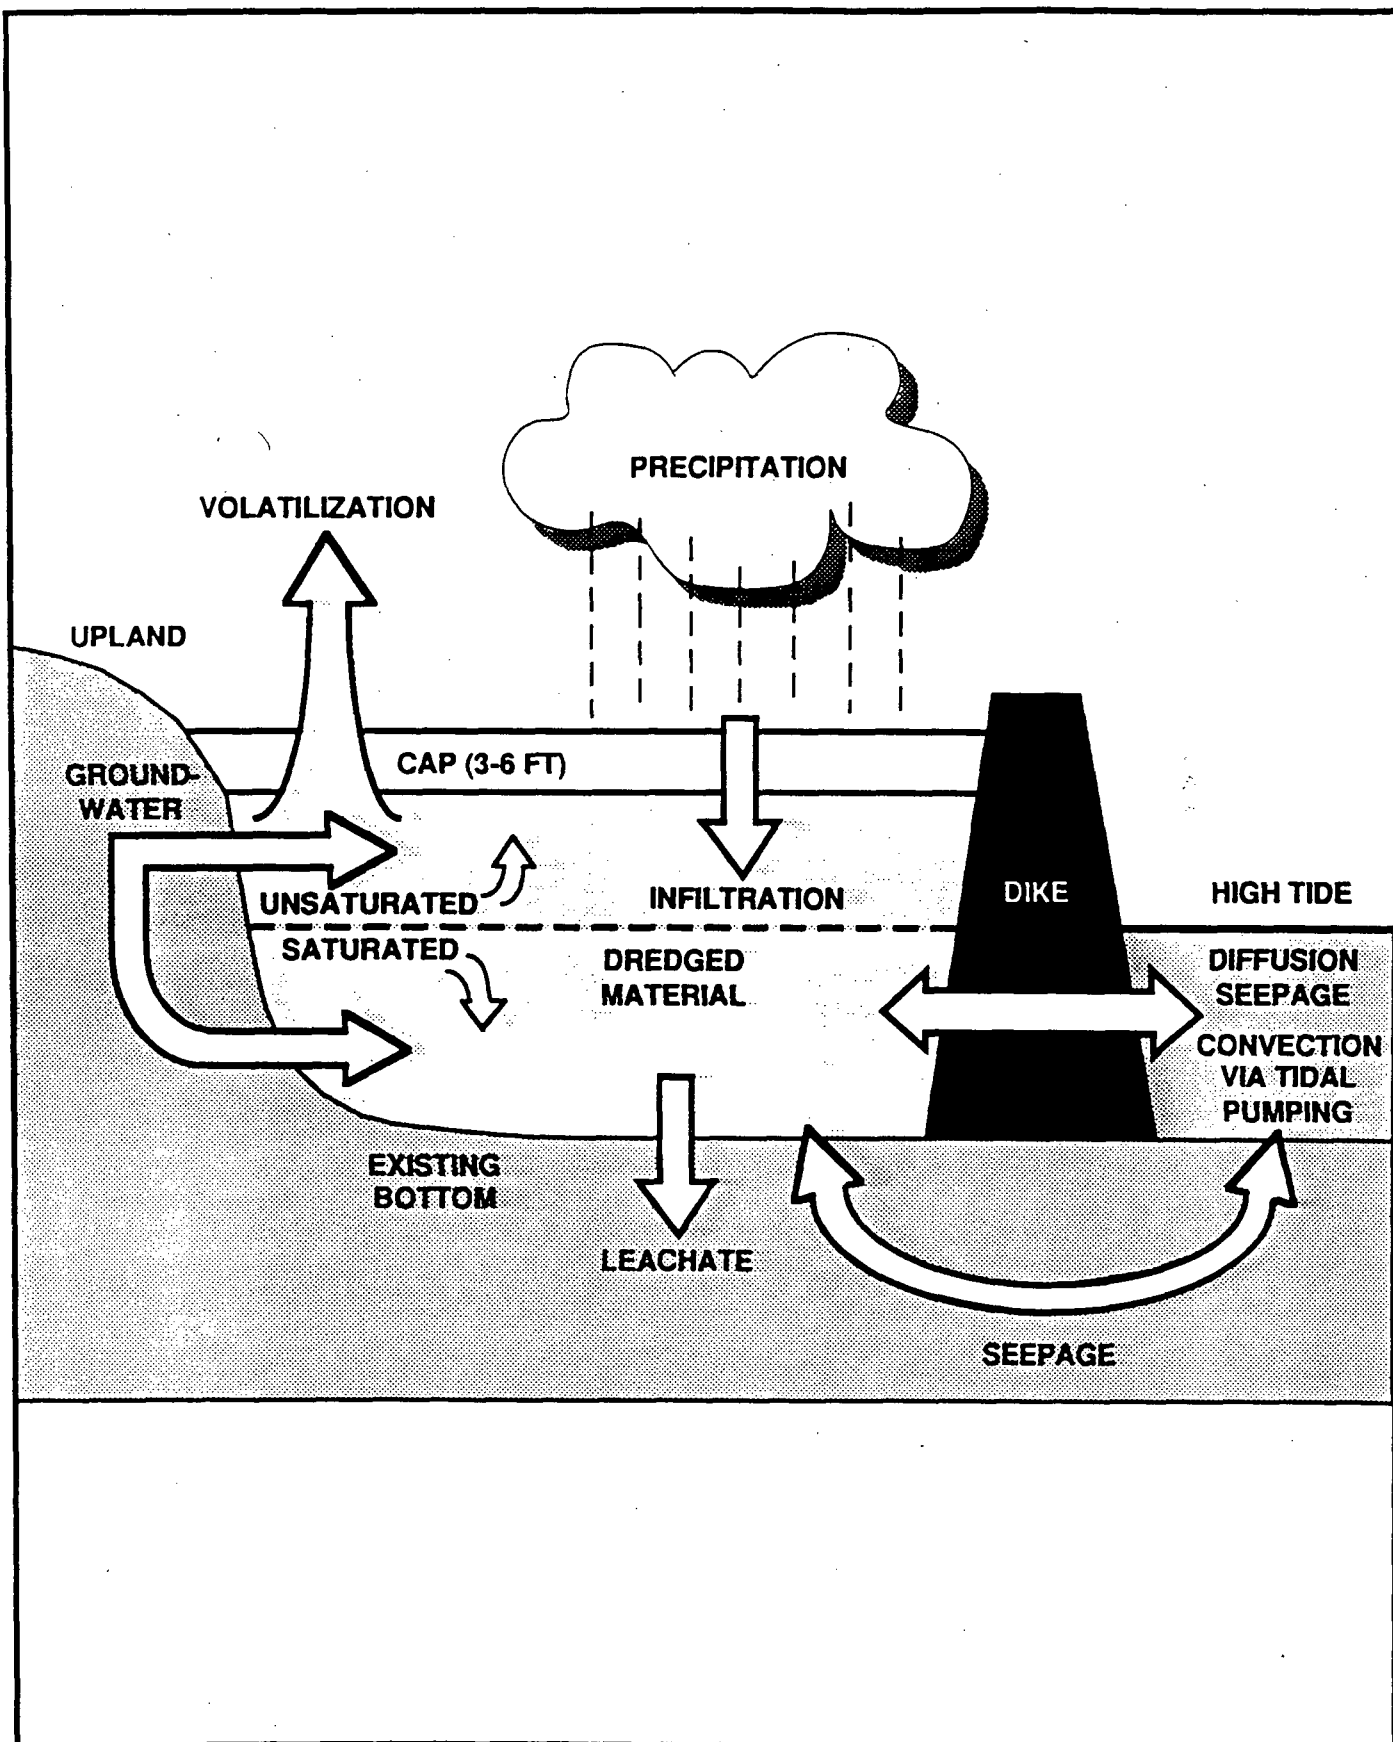 PRECIPITATION
VOLATILIZATION
UPLAND
CAP (3-6 FT)
GROUND-
WATER
UNSATURATED
INFILTRATION
DIKE
HIGH TIDE
SATURATED
DREDGED
MATERIAL
DIFFUSION
SEEPAGE
CONVECTION
VIA TIDAL
PUMPING
EXISTING
BOTTOM
LEACHATE
SEEPAGE